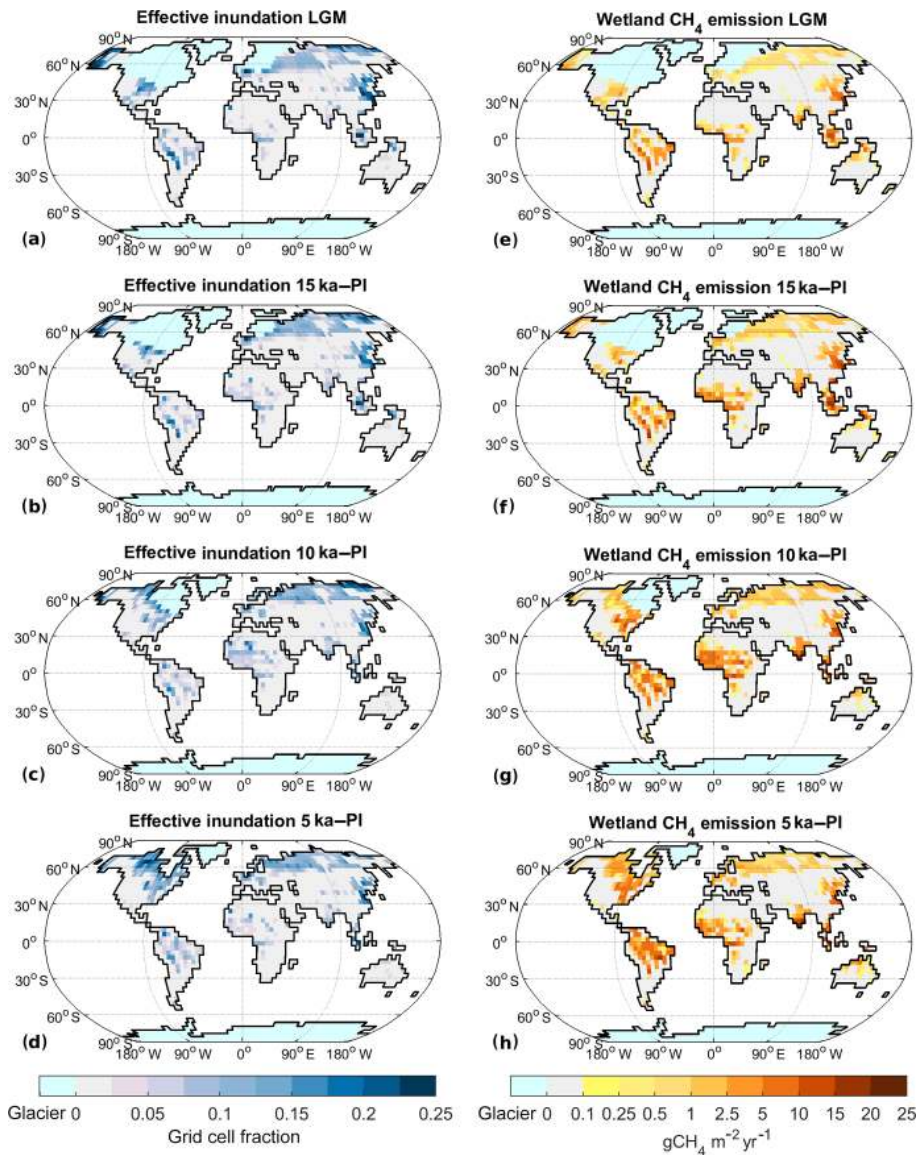 Effective inundation LGM
90° N
60° N
30° N
0°
30° S
60° S
90° S
180° W 90° W 0° 90° E 180° W
(a)
Wetland CH₄ emission LGM
90° N
60° N
30° N
0°
30° S
60° S
90° S
180° W 90° W 0° 90° E 180° W
(e)
Effective inundation 15 ka–PI
90° N
60° N
30° N
0°
30° S
60° S
90° S
180° W 90° W 0° 90° E 180° W
(b)
Wetland CH₄ emission 15 ka–PI
90° N
60° N
30° N
0°
30° S
60° S
90° S
180° W 90° W 0° 90° E 180° W
(f)
Effective inundation 10 ka–PI
90° N
60° N
30° N
0°
30° S
60° S
90° S
180° W 90° W 0° 90° E 180° W
(c)
Wetland CH₄ emission 10 ka–PI
90° N
60° N
30° N
0°
30° S
60° S
90° S
180° W 90° W 0° 90° E 180° W
(g)
Effective inundation 5 ka–PI
90° N
60° N
30° N
0°
30° S
60° S
90° S
180° W 90° W 0° 90° E 180° W
(d)
Wetland CH₄ emission 5 ka–PI
90° N
60° N
30° N
0°
30° S
60° S
90° S
180° W 90° W 0° 90° E 180° W
(h)
Glacier 0 0.05 0.1 0.15 0.2 0.25
Grid cell fraction
Glacier 0 0.1 0.25 0.5 1 2.5 5 10 15 20 25
gCH₄ m⁻² yr⁻¹